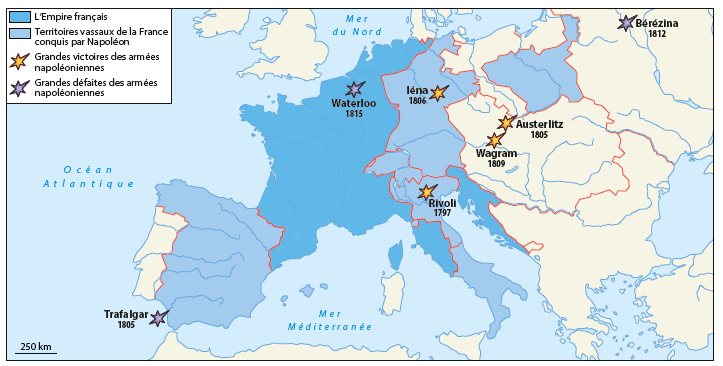 L'Empire français
Territoires vassaux de la France
conquis par Napoléon
Grandes victoires des armées
napoléoniennes
Grandes défaites des armées
napoléoniennes
Mer
du Nord
Bérézina
1812
Waterloo
1815
Iéna
1806
Austerlitz
1805
Wagram
1809
Océan
Atlantique
Rivoli
1797
Trafalgar
1805
Mer
Méditerranée
250 km